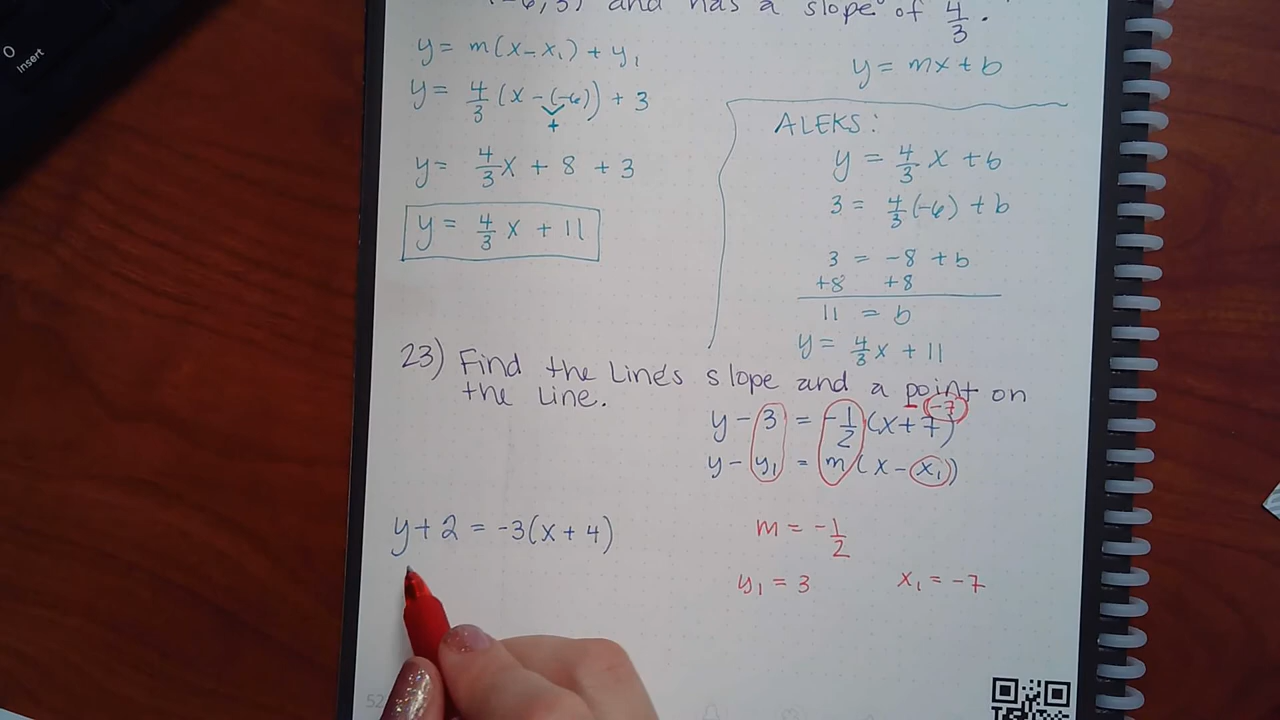 (-6, 3) and has a slope of 4/3.
y = m(x-x₁) + y₁
y = 4/3 (x - (-6)) + 3
+
y = 4/3 x + 8 + 3
y = 4/3 x + 11
y = mx + b
ALEKS:
y = 4/3 x + b
3 = 4/3 (-6) + b
3 = -8 + b
+8 +8
11 = b
y = 4/3 x + 11
23) Find the Line's slope and a point on
the Line.
-7
y - 3 = -1/2 (x + 7)
y - y₁ = m (x - x₁)
y + 2 = -3(x + 4)
m = -1/2
y₁ = 3 x₁ = -7
52
0
Insert